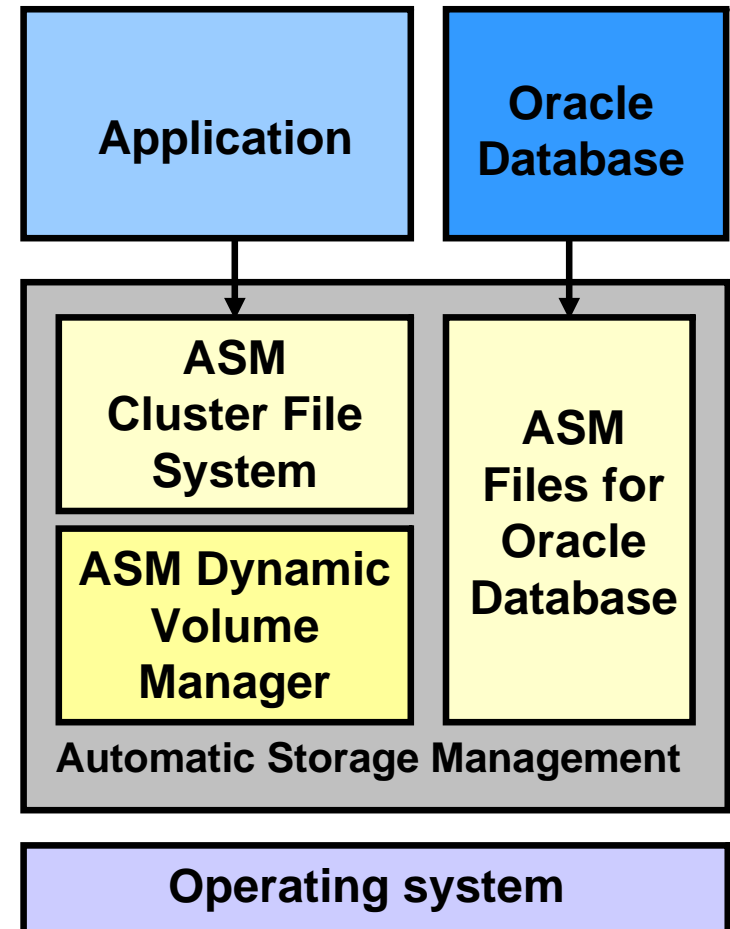 Application
Oracle
Database
ASM
Cluster File
System
ASM Dynamic
Volume
Manager
ASM
Files for
Oracle
Database
Automatic Storage Management
Operating system